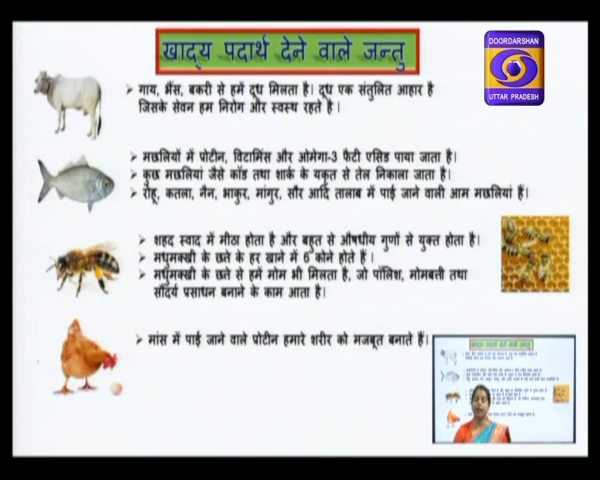 खाद्य पदार्थ देने वाले जन्तु
DOORDARSHAN
UTTAR PRADESH
➢ गाय, भैंस, बकरी से हमें दूध मिलता है। दूध एक संतुलित आहार है
जिसके सेवन हम निरोग और स्वस्थ रहते है ।
➢ मछलियों में पोटीन, विटामिंस और ओमेगा-3 फैटी एसिड पाया जाता है।
➢ कुछ मछलियां जैसे कॉड तथा शार्क के यकृत से तेल निकाला जाता है।
➢ रोहू, कतला, नैन, भाकुर, मांगुर, सौर आदि तालाब में पाई जाने वाली आम मछलियां हैं।
➢ शहद स्वाद में मीठा होता है और बहुत से औषधीय गुणों से युक्त होता है।
➢ मधुमक्खी के छते के हर खाने में 6 कोने होते हैं ।
➢ मधुमक्खी के छते से हमें मोम भी मिलता है, जो पॉलिश, मोमबती तथा
सौंदर्य प्रसाधन बनाने के काम आता है।
➢ मांस में पाई जाने वाले प्रोटीन हमारे शरीर को मजबूत बनाते हैं।
खाद्य पदार्थ देने वाले जन्तु